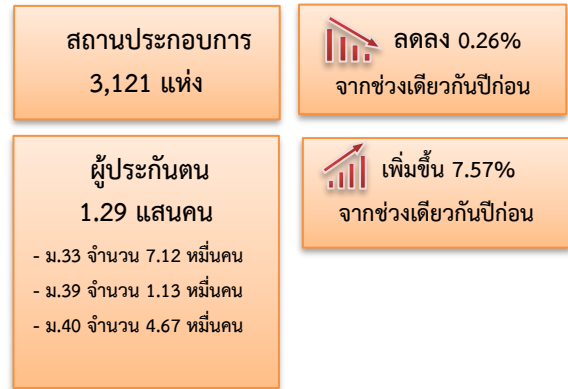 สถานประกอบการ
3,121 แห่ง
ลดลง 0.26%
จากช่วงเดียวกันปีก่อน
ผู้ประกันตน
1.29 แสนคน
- ม.33 จำนวน 7.12 หมื่นคน
- ม.39 จำนวน 1.13 หมื่นคน
- ม.40 จำนวน 4.67 หมื่นคน
เพิ่มขึ้น 7.57%
จากช่วงเดียวกันปีก่อน